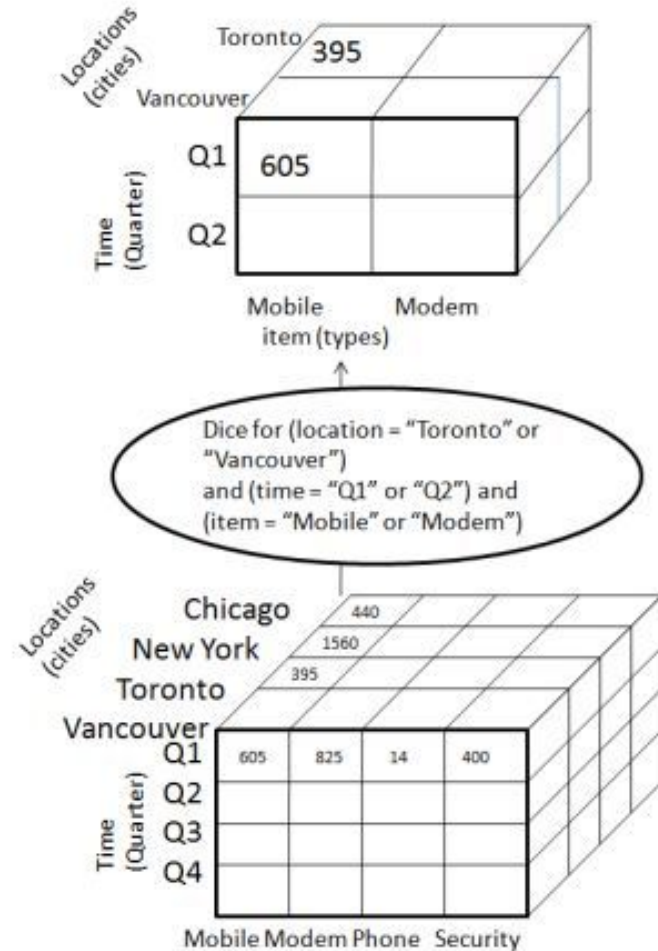 Locations
(cities)
Toronto
395
Vancouver
Time
(Quarter)
Q1
605
Q2
Mobile Modem
item (types)
Dice for (location = “Toronto” or
“Vancouver”)
and (time = “Q1” or “Q2”) and
(item = “Mobile” or “Modem”)
Locations
(cities)
Chicago 440
New York 1560
Toronto 395
Vancouver
Time
(Quarter)
Q1 605 825 14 400
Q2
Q3
Q4
Mobile Modem Phone Security